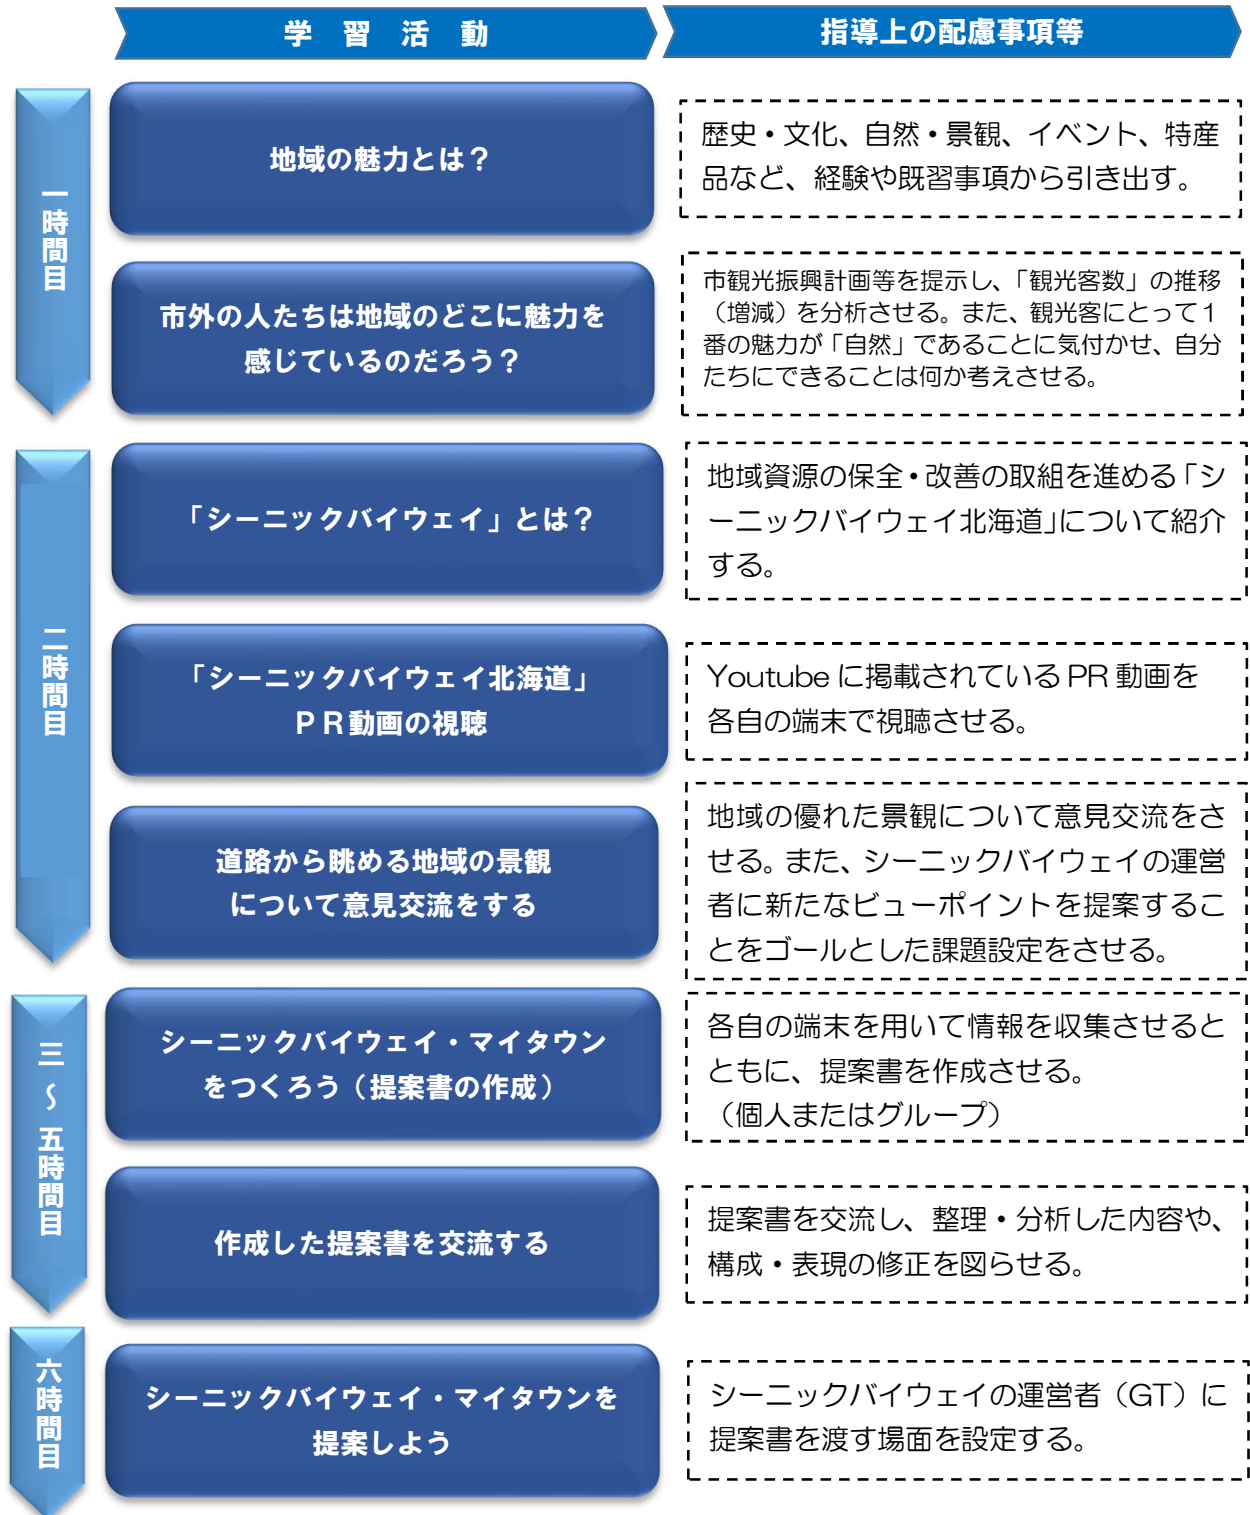 学 習 活 動
指導上の配慮事項等
一時間目
地域の魅力とは？
歴史・文化、自然・景観、イベント、特産
品など、経験や既習事項から引き出す。
市外の人たちは地域のどこに魅力を
感じているのだろう？
市観光振興計画等を提示し、「観光客数」の推移
（増減）を分析させる。また、観光客にとって１
番の魅力が「自然」であることに気付かせ、自分
たちにできることは何か考えさせる。
二時間目
「シーニックバイウェイ」とは？
地域資源の保全・改善の取組を進める「シ
ーニックバイウェイ北海道」について紹介
する。
「シーニックバイウェイ北海道」
ＰＲ動画の視聴
Youtube に掲載されている PR 動画を
各自の端末で視聴させる。
道路から眺める地域の景観
について意見交流をする
地域の優れた景観について意見交流をさ
せる。また、シーニックバイウェイの運営
者に新たなビューポイントを提案するこ
とをゴールとした課題設定をさせる。
三～五時間目
シーニックバイウェイ・マイタウン
をつくろう（提案書の作成）
各自の端末を用いて情報を収集させると
ともに、提案書を作成させる。
（個人またはグループ）
作成した提案書を交流する
提案書を交流し、整理・分析した内容や、
構成・表現の修正を図らせる。
六時間目
シーニックバイウェイ・マイタウンを
提案しよう
シーニックバイウェイの運営者（GT）に
提案書を渡す場面を設定する。